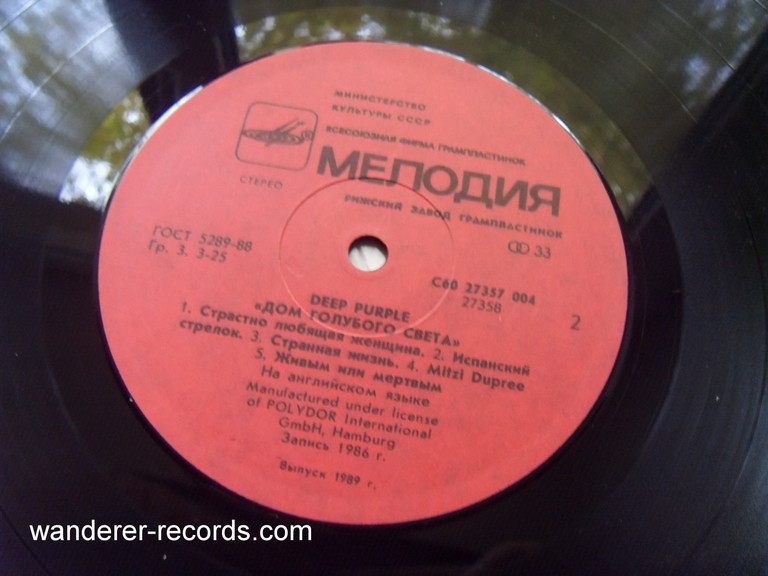 МИНИСТЕРСТВО
КУЛЬТУРЫ СССР
ВСЕСОЮЗНАЯ ФИРМА ГРАМПЛАСТИНОК
МЕЛОДИЯ
СТЕРЕО
РИЖСКИЙ ЗАВОД ГРАМПЛАСТИНОК
33
ГОСТ 5289-88
Гр. 3. 3-25
С60 27357 004
27358
2
DEEP PURPLE
«ДОМ ГОЛУБОГО СВЕТА»
1. Страстно любящая женщина. 2. Испанский
стрелок. 3. Странная жизнь. 4. Mitzi Dupree
5. Живым или мертвым
На английском языке
Manufactured under license
of POLYDOR International
GmbH, Hamburg
Запись 1986 г.
Выпуск 1989 г.
wanderer-records.com